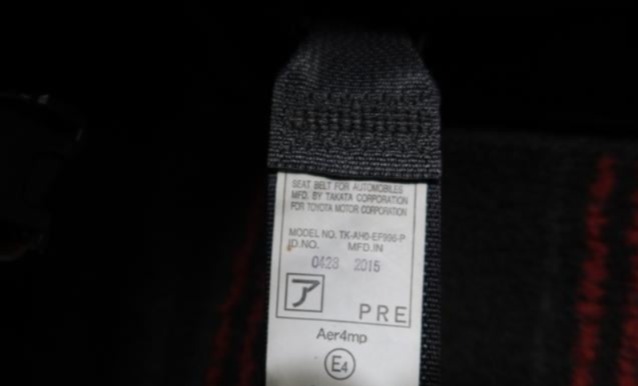 SEAT BELT FOR AUTOMOBILES
MFD. BY TAKATA CORPORATION
FOR TOYOTA MOTOR CORPORATION
MODEL NO. TK-AH0-EF996-P
ID.NO. MFD.IN
0423 2015
ア PRE
Aer4mp
E4